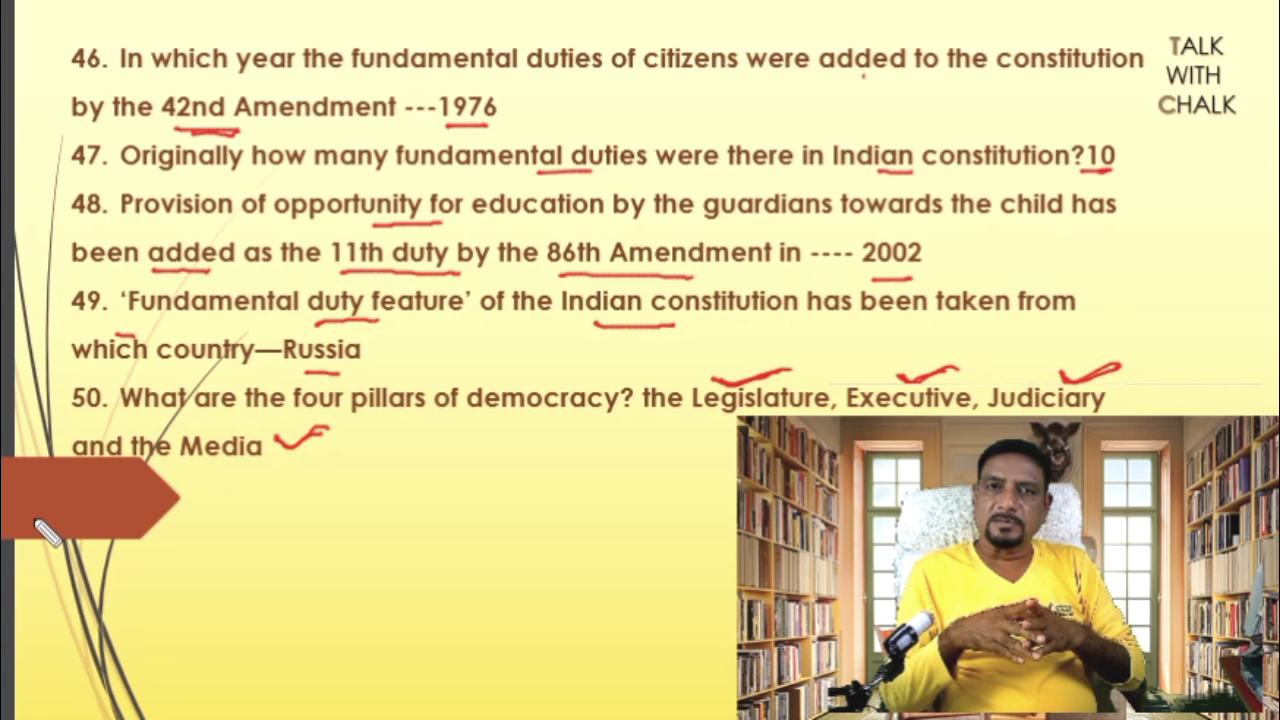 46. In which year the fundamental duties of citizens were added to the constitution
by the 42nd Amendment ---1976
47. Originally how many fundamental duties were there in Indian constitution?10
48. Provision of opportunity for education by the guardians towards the child has
been added as the 11th duty by the 86th Amendment in ---- 2002
49. ‘Fundamental duty feature’ of the Indian constitution has been taken from
which country—Russia
50. What are the four pillars of democracy? the Legislature, Executive, Judiciary
and the Media
TALK
WITH
CHALK